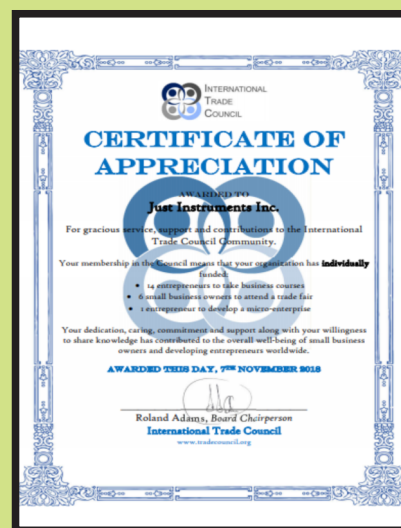 INTERNATIONAL
TRADE
COUNCIL
CERTIFICATE OF
APPRECIATION
AWARDED TO
Just Instruments Inc.
For gracious service, support and contributions to the International
Trade Council Community.
Your membership in the Council means that your organization has individually
funded:
• 14 entrepreneurs to take business courses
• 6 small business owners to attend a trade fair
• 1 entrepreneur to develop a micro-enterprise
Your dedication, caring, commitment and support along with your willingness
to share knowledge has contributed to the overall well-being of small business
owners and developing entrepreneurs worldwide.
AWARDED THIS DAY, 7TH NOVEMBER 2018
Roland Adams, Board Chairperson
International Trade Council
www.tradecouncil.org